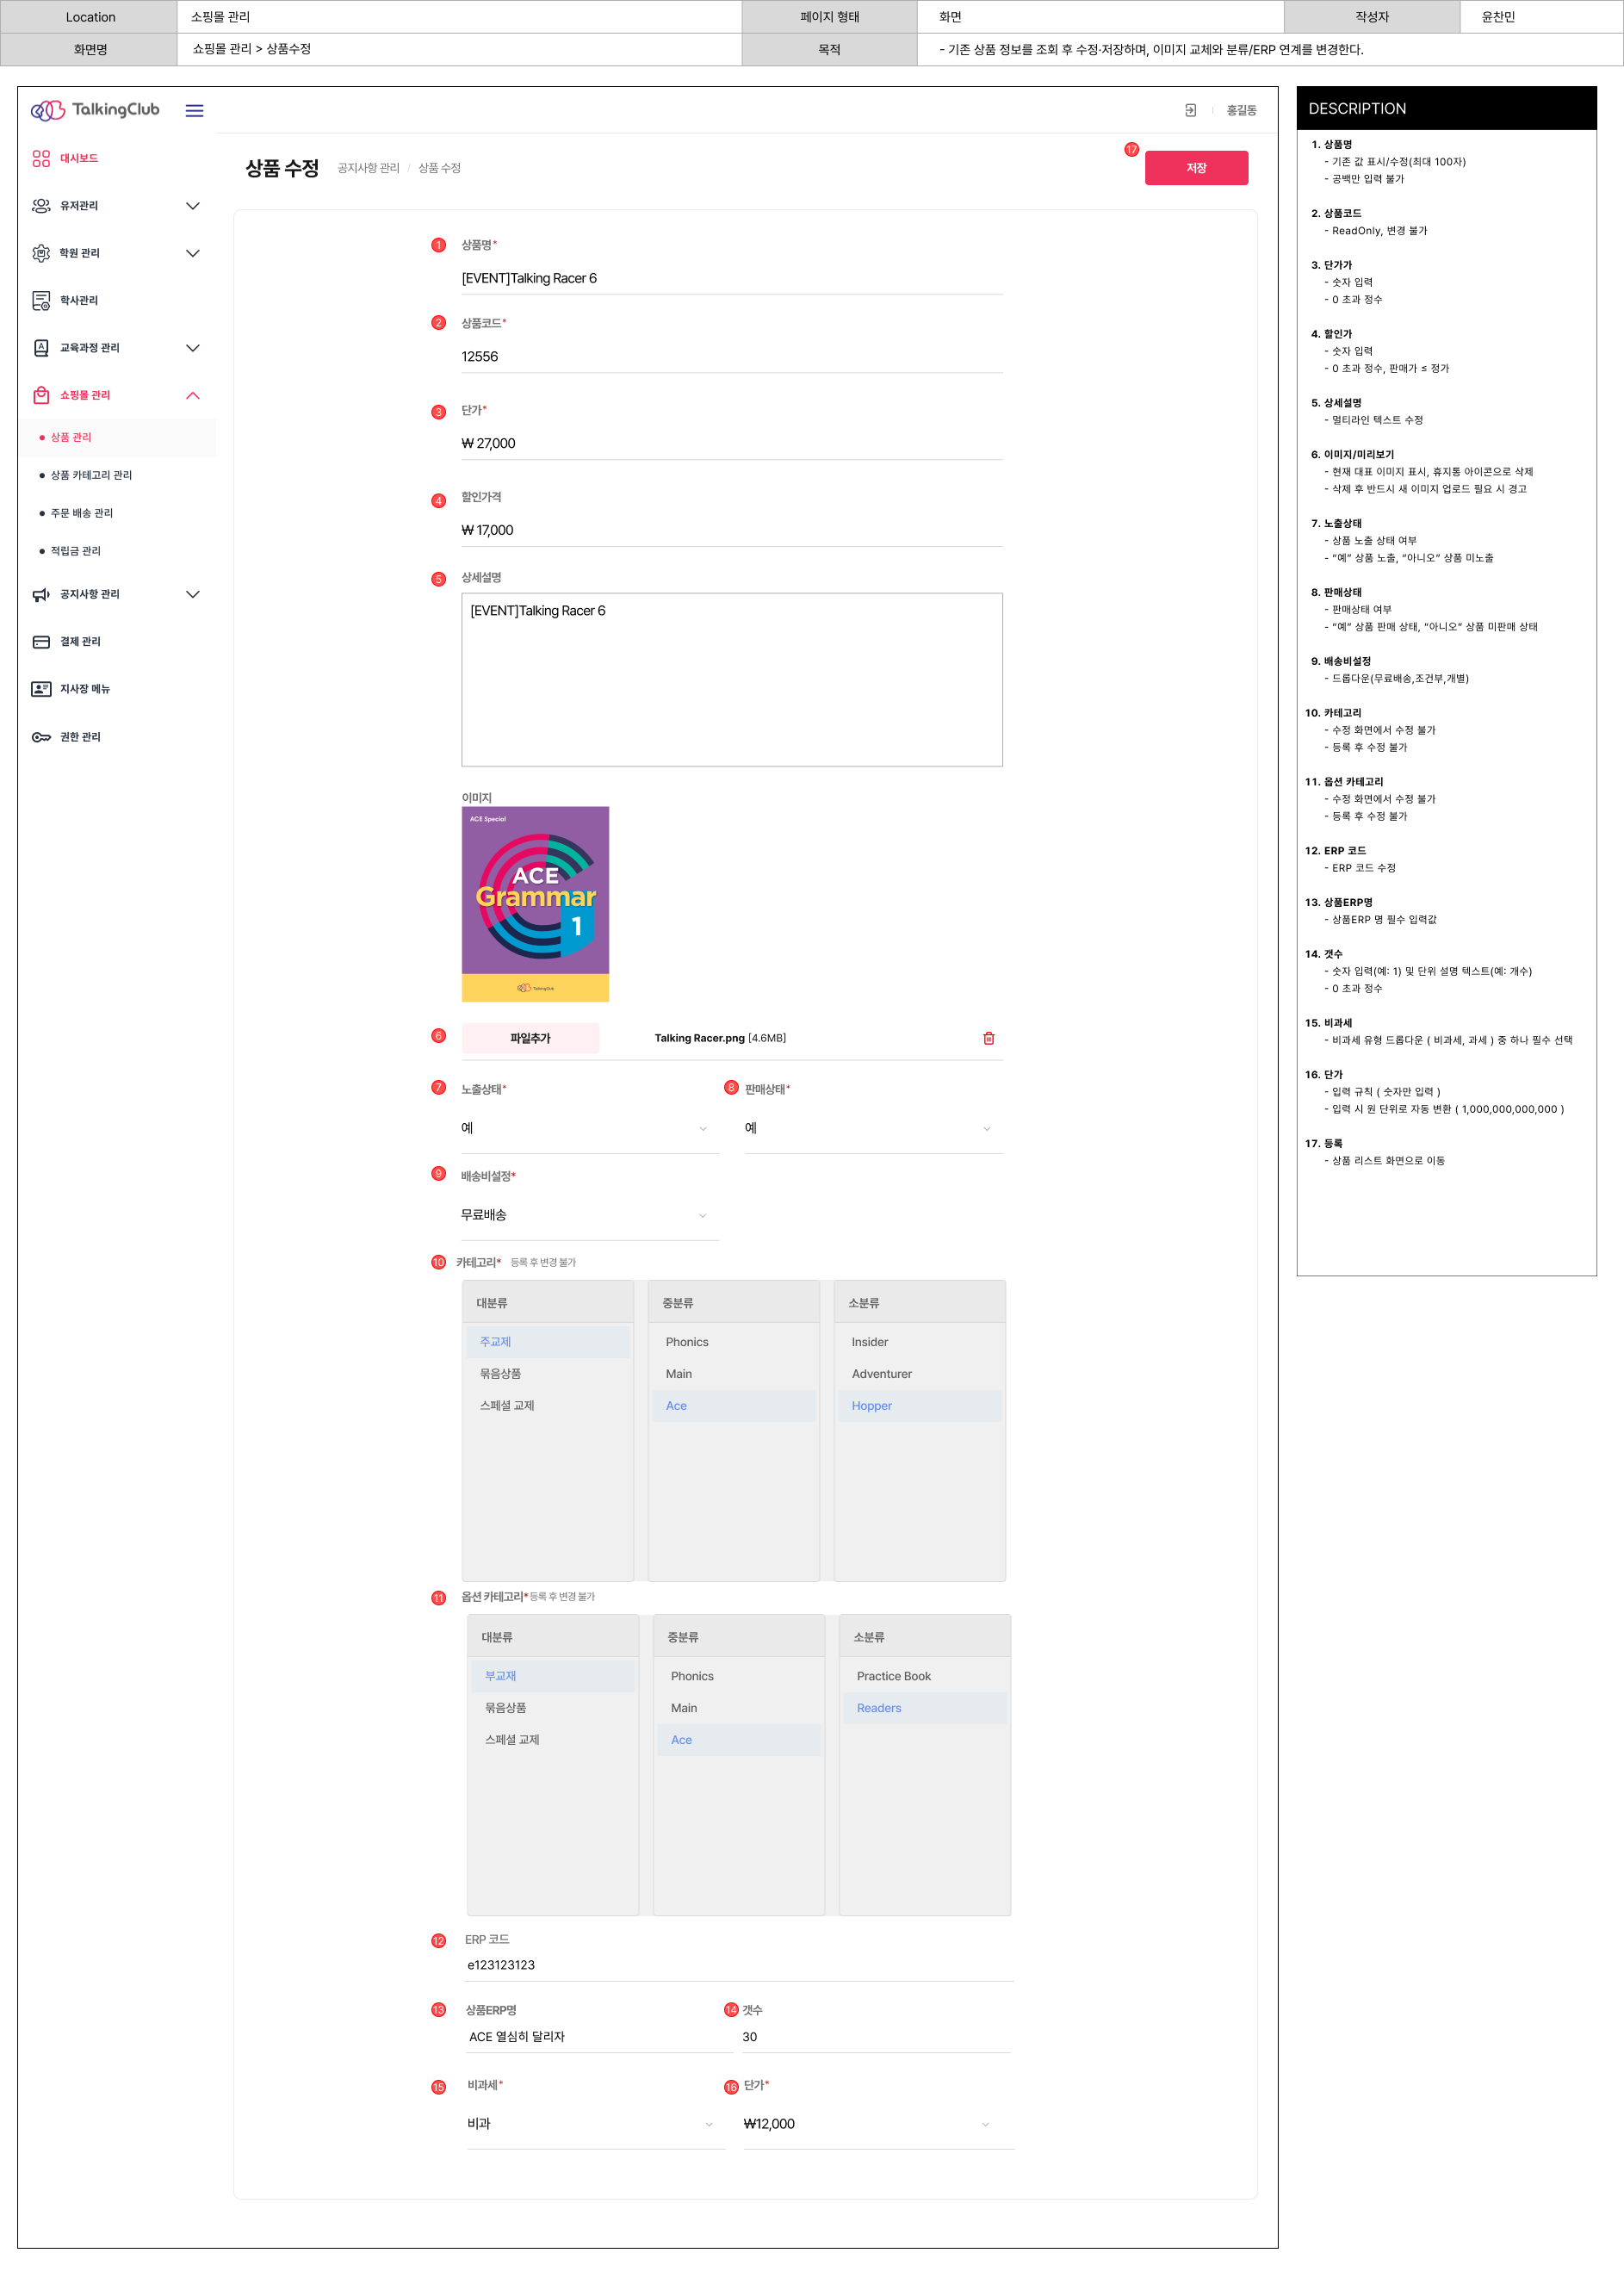 Location 쇼핑몰 관리 페이지 형태 화면 작성자 윤찬민
화면명 쇼핑몰 관리 > 상품수정 목적 - 기존 상품 정보를 조회 후 수정·저장하며, 이미지 교체와 분류/ERP 연계를 변경한다.
TalkingClub
홍길동
대시보드
유저관리
학원 관리
학사관리
교육과정 관리
쇼핑몰 관리
상품 관리
상품 카테고리 관리
주문 배송 관리
적립금 관리
공지사항 관리
결제 관리
지사장 메뉴
권한 관리
상품 수정 공지사항 관리 / 상품 수정
17 저장
1 상품명*
[EVENT]Talking Racer 6
2 상품코드*
12556
3 단가*
₩ 27,000
4 할인가격
₩ 17,000
5 상세설명
[EVENT]Talking Racer 6
이미지
ACE Special
ACE
Grammar
1
TalkingClub
6 파일추가 Talking Racer.png [4.6MB]
7 노출상태* 8 판매상태*
예 예
9 배송비설정*
무료배송
10 카테고리* 등록 후 변경 불가
대분류 중분류 소분류
주교제 Phonics Insider
묶음상품 Main Adventurer
스페셜 교제 Ace Hopper
11 옵션 카테고리* 등록 후 변경 불가
대분류 중분류 소분류
부교재 Phonics Practice Book
묶음상품 Main Readers
스페셜 교제 Ace
12 ERP 코드
e123123123
13 상품ERP명 14 갯수
ACE 열심히 달리자 30
15 비과세* 16 단가*
비과 ₩12,000
DESCRIPTION
1. 상품명
- 기존 값 표시/수정(최대 100자)
- 공백만 입력 불가
2. 상품코드
- ReadOnly, 변경 불가
3. 단가가
- 숫자 입력
- 0 초과 정수
4. 할인가
- 숫자 입력
- 0 초과 정수, 판매가 ≤ 정가
5. 상세설명
- 멀티라인 텍스트 수정
6. 이미지/미리보기
- 현재 대표 이미지 표시, 휴지통 아이콘으로 삭제
- 삭제 후 반드시 새 이미지 업로드 필요 시 경고
7. 노출상태
- 상품 노출 상태 여부
- “예” 상품 노출, “아니오” 상품 미노출
8. 판매상태
- 판매상태 여부
- “예” 상품 판매 상태, “아니오” 상품 미판매 상태
9. 배송비설정
- 드롭다운(무료배송,조건부,개별)
10. 카테고리
- 수정 화면에서 수정 불가
- 등록 후 수정 불가
11. 옵션 카테고리
- 수정 화면에서 수정 불가
- 등록 후 수정 불가
12. ERP 코드
- ERP 코드 수정
13. 상품ERP명
- 상품ERP 명 필수 입력값
14. 갯수
- 숫자 입력(예: 1) 및 단위 설명 텍스트(예: 개수)
- 0 초과 정수
15. 비과세
- 비과세 유형 드롭다운 ( 비과세, 과세 ) 중 하나 필수 선택
16. 단가
- 입력 규칙 ( 숫자만 입력 )
- 입력 시 원 단위로 자동 변환 ( 1,000,000,000,000 )
17. 등록
- 상품 리스트 화면으로 이동